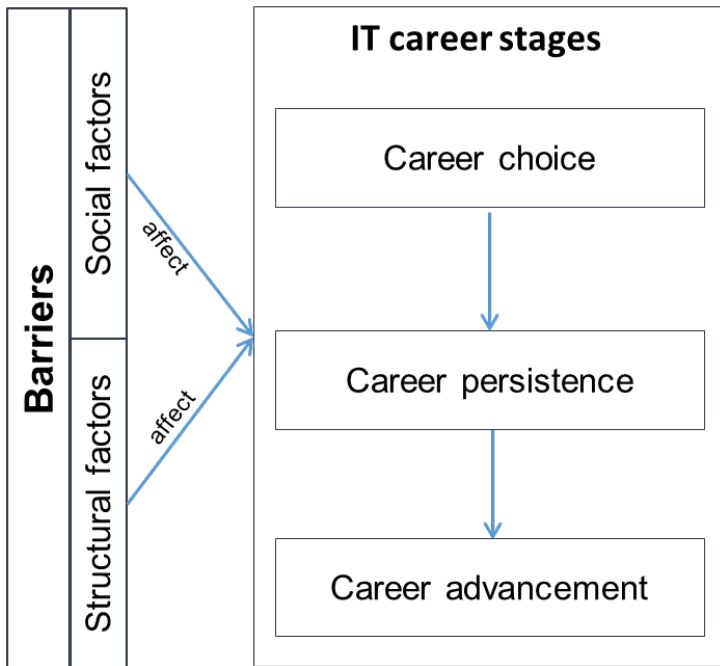 Barriers
Social factors
Structural factors
affect
affect
IT career stages
Career choice
Career persistence
Career advancement